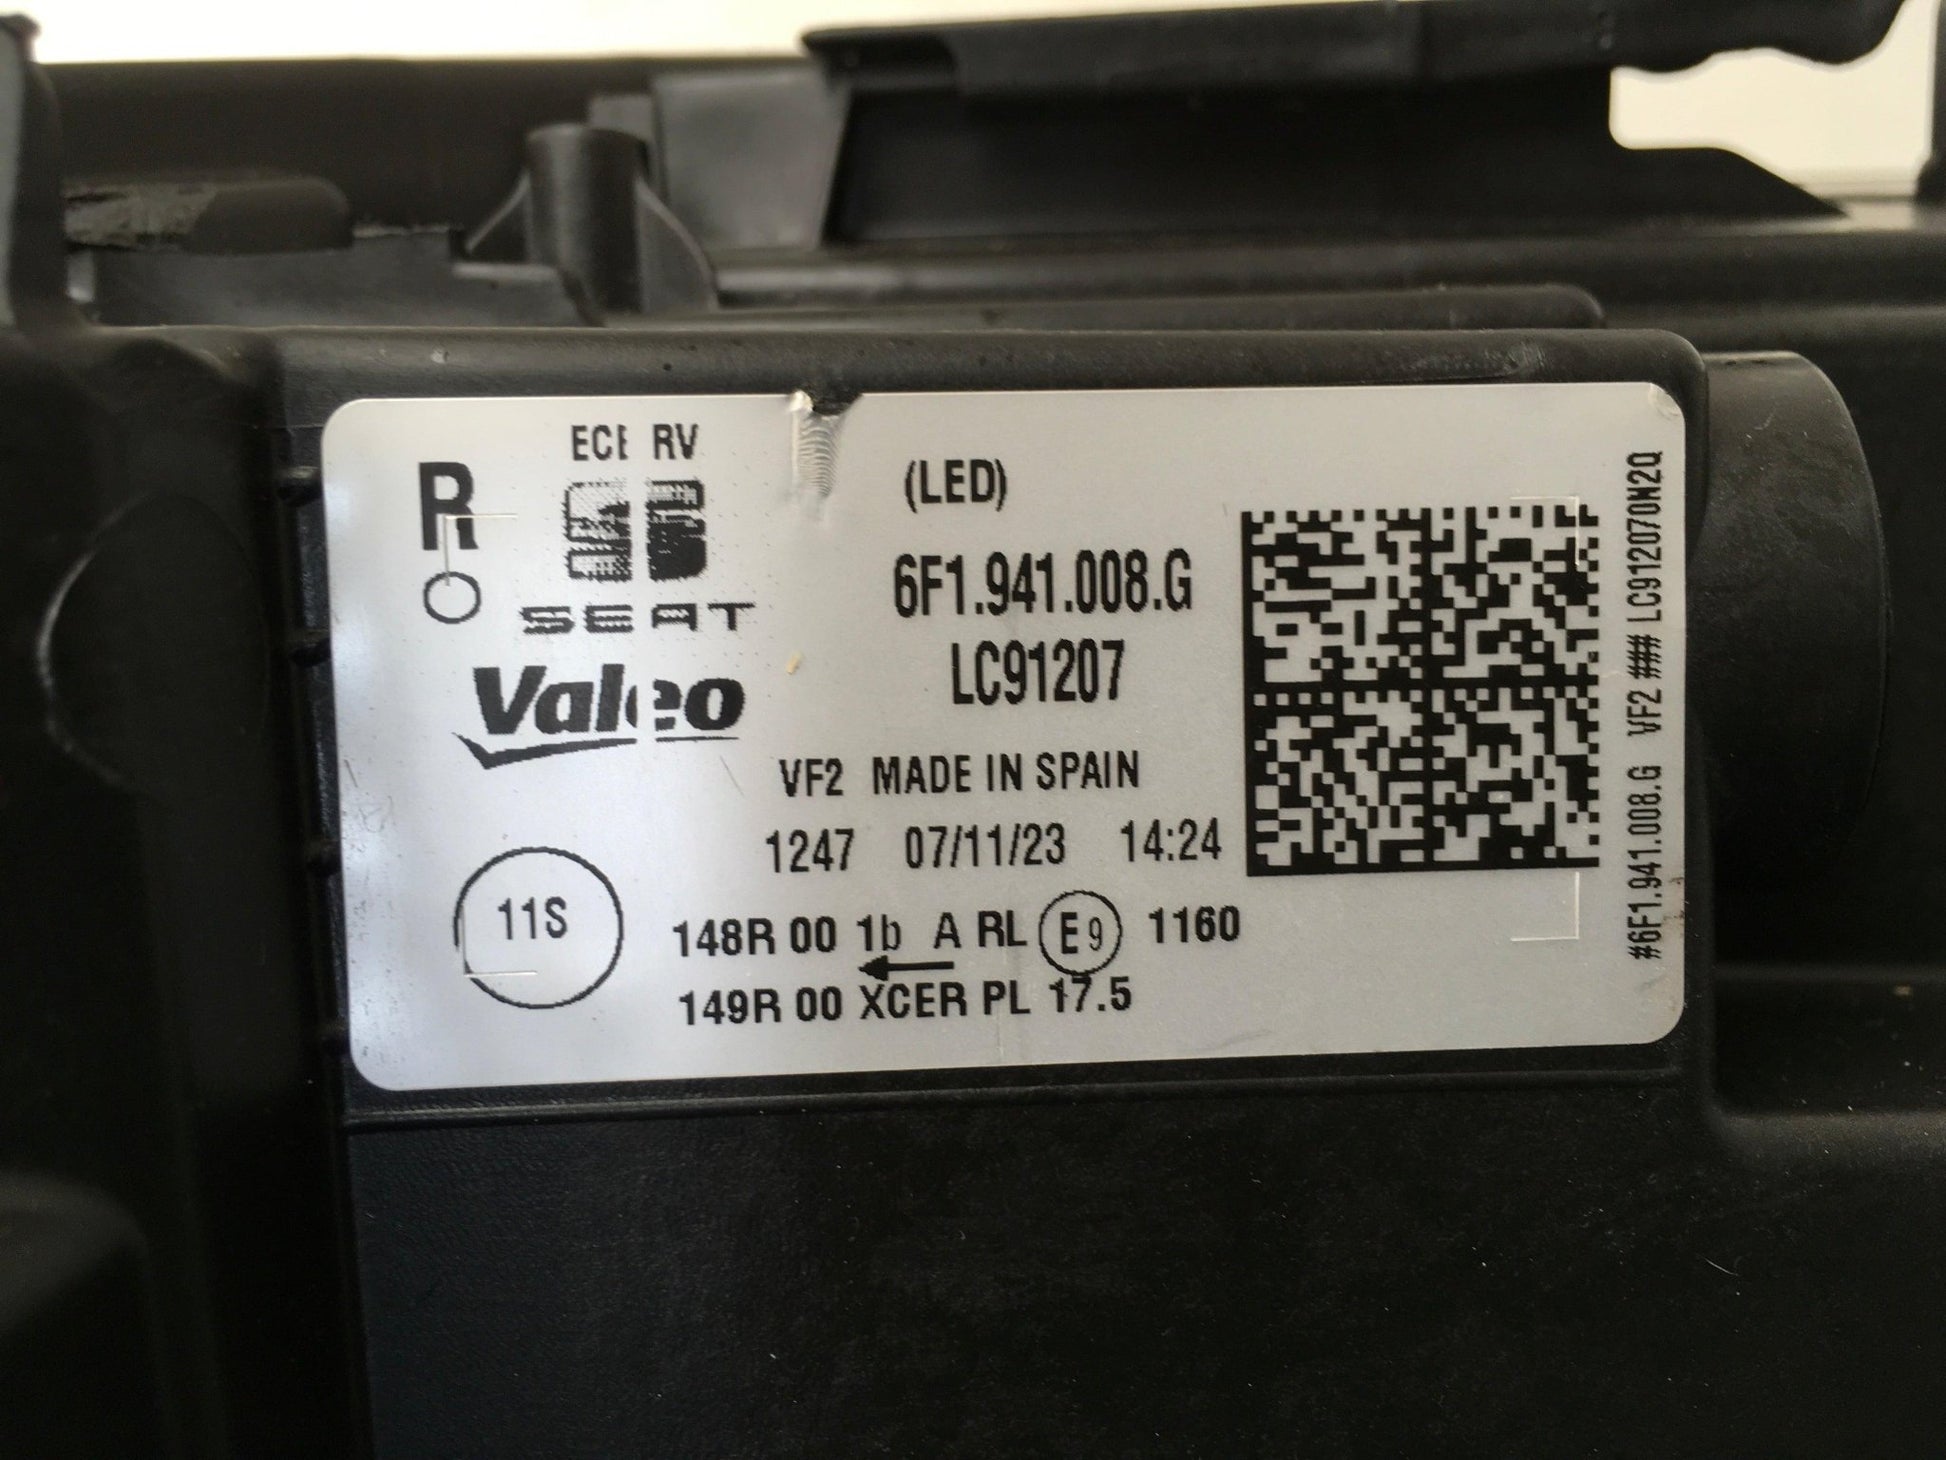 R
ECE RV
SEAT
Valeo
(LED)
6F1.941.008.G
LC91207
VF2 MADE IN SPAIN
1247 07/11/23 14:24
11S
148R 00 1b A RL E9 1160
149R 00 XCER PL 17.5
#6F1.941.008.G VF2 ### LC912070N2Q